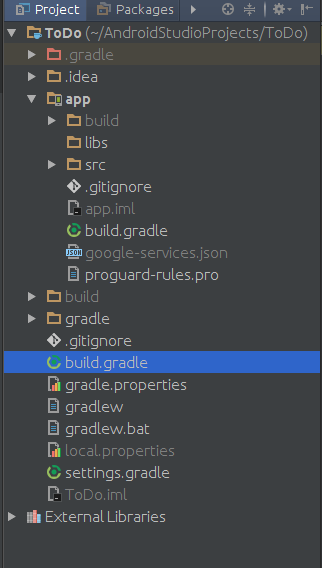 Project Packages
ToDo (~/AndroidStudioProjects/ToDo)
.gradle
.idea
app
build
libs
src
.gitignore
app.iml
build.gradle
JSON google-services.json
proguard-rules.pro
build
gradle
.gitignore
build.gradle
gradle.properties
gradlew
gradlew.bat
local.properties
settings.gradle
ToDo.iml
External Libraries